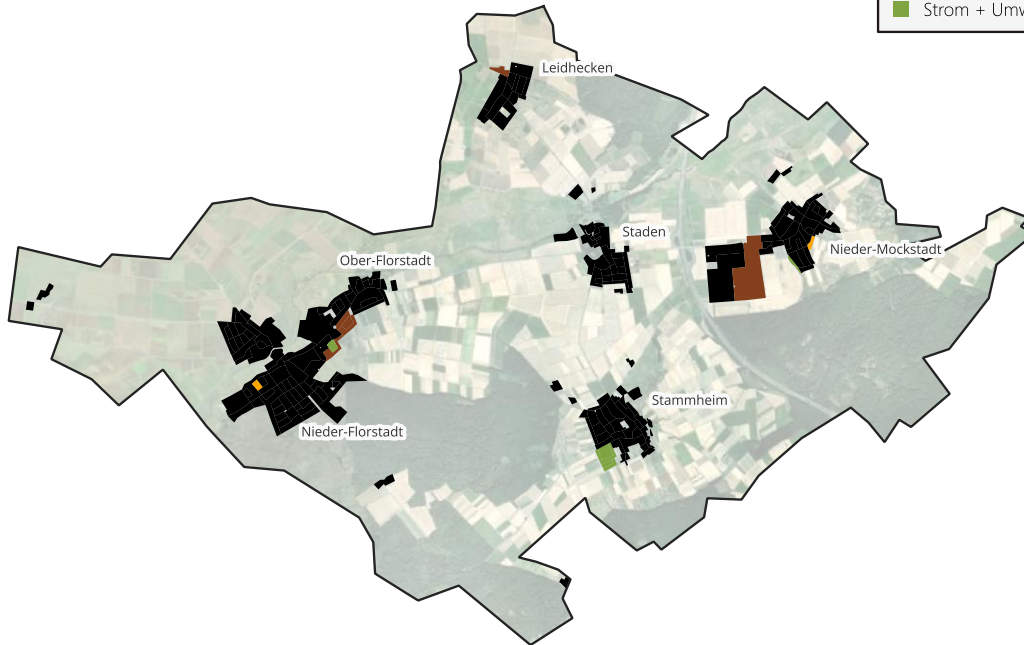 Strom + Umw
Leidhecken
Staden
Nieder-Mockstadt
Ober-Florstadt
Stammheim
Nieder-Florstadt